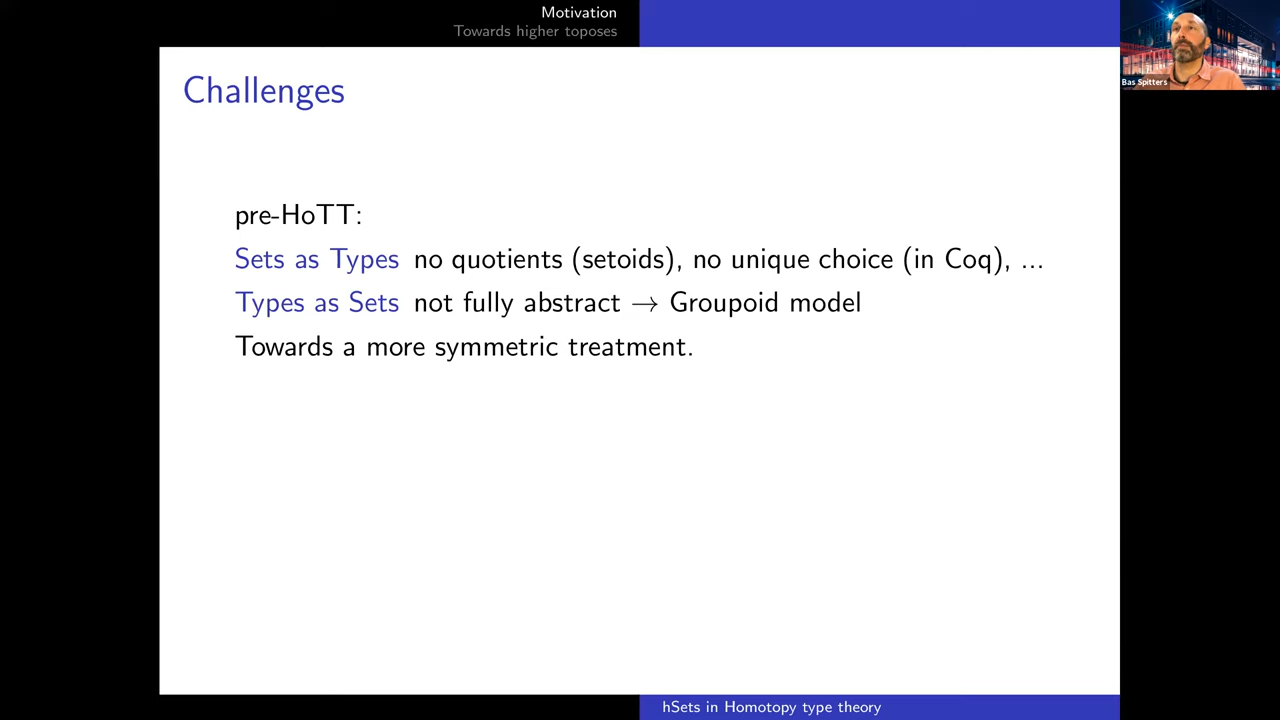 Motivation
Towards higher toposes
Bas Spitters
Challenges
pre-HoTT:
Sets as Types no quotients (setoids), no unique choice (in Coq), ...
Types as Sets not fully abstract → Groupoid model
Towards a more symmetric treatment.
hSets in Homotopy type theory